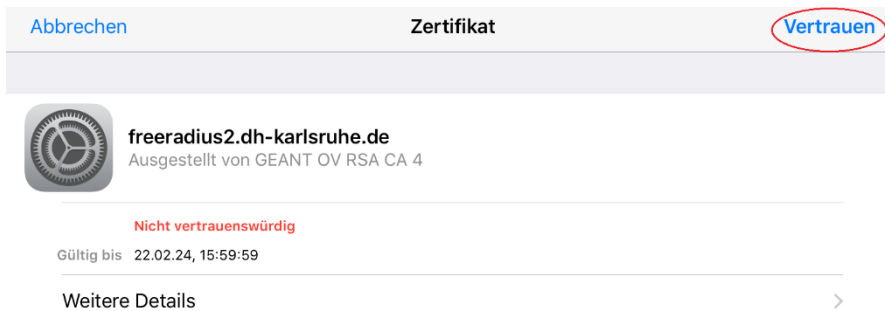 Abbrechen Zertifikat Vertrauen
freeradius2.dh-karlsruhe.de
Ausgestellt von GEANT OV RSA CA 4
Nicht vertrauenswürdig
Gültig bis 22.02.24, 15:59:59
Weitere Details